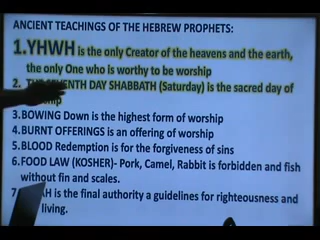 ANCIENT TEACHINGS OF THE HEBREW PROPHETS:
1.YHWH is the only Creator of the heavens and the earth,
the only One who is worthy to be worship
2. SEVENTH DAY SHABBATH (Saturday) is the sacred day of
3.BOWING Down is the highest form of worship
4.BURNT OFFERINGS is an offering of worship
5.BLOOD Redemption is for the forgiveness of sins
6.FOOD LAW (KOSHER)- Pork, Camel, Rabbit is forbidden and fish
without fin and scales.
7 is the final authority a guidelines for righteousness and
living.